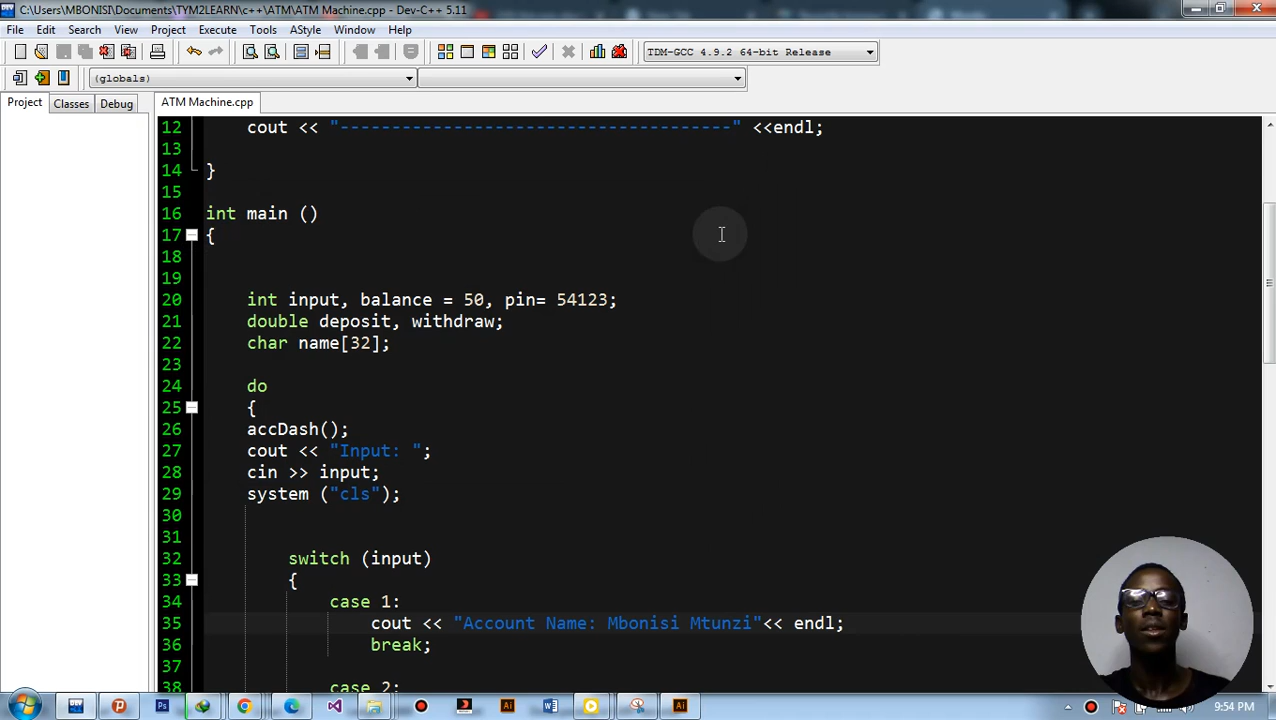 C:\Users\MBONISI\Documents\TYM2LEARN\c++\ATM\ATM Machine.cpp - Dev-C++ 5.11
File Edit Search View Project Execute Tools AStyle Window Help
TDM-GCC 4.9.2 64-bit Release
(globals)
Project Classes Debug ATM Machine.cpp
12 cout << "--------------------------------------" <<endl;
13
14 }
15
16 int main ()
17 {
18
19
20 int input, balance = 50, pin= 54123;
21 double deposit, withdraw;
22 char name[32];
23
24 do
25 {
26 accDash();
27 cout << "Input: ";
28 cin >> input;
29 system ("cls");
30
31
32 switch (input)
33 {
34 case 1:
35 cout << "Account Name: Mbonisi Mtunzi"<< endl;
36 break;
37
38 case 2:
DEV Ps Ai W Ai 9:54 PM